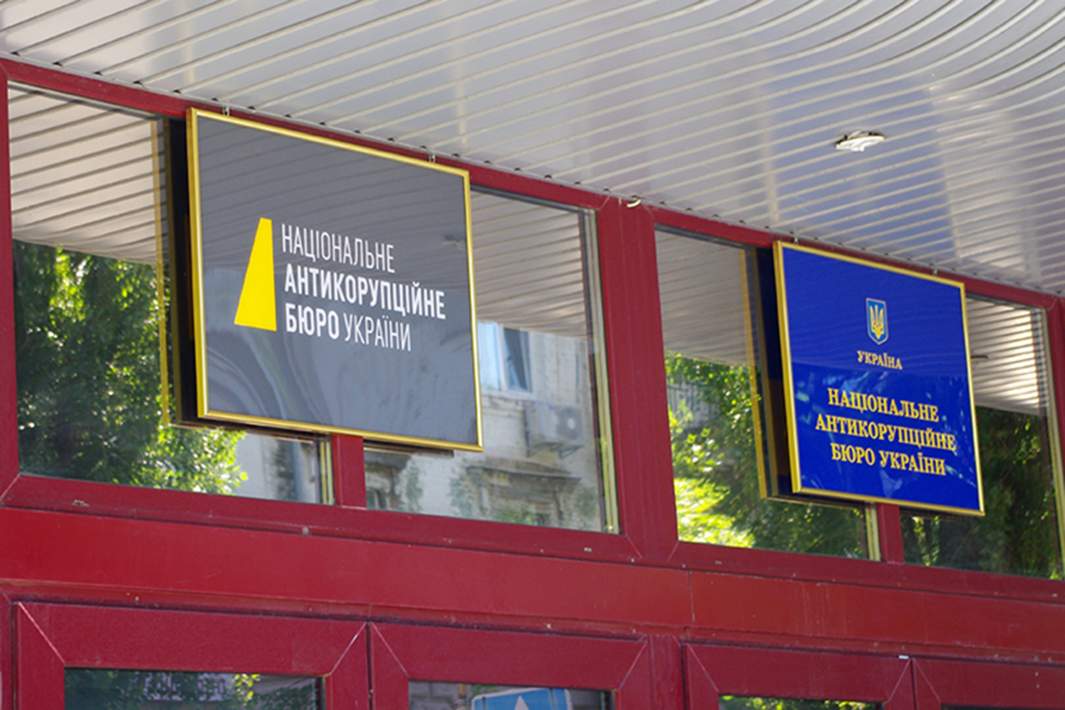 НАЦІОНАЛЬНЕ
АНТИКОРУПЦІЙНЕ
БЮРО УКРАЇНИ
УКРАЇНА
НАЦІОНАЛЬНЕ
АНТИКОРУПЦІЙНЕ
БЮРО УКРАЇНИ